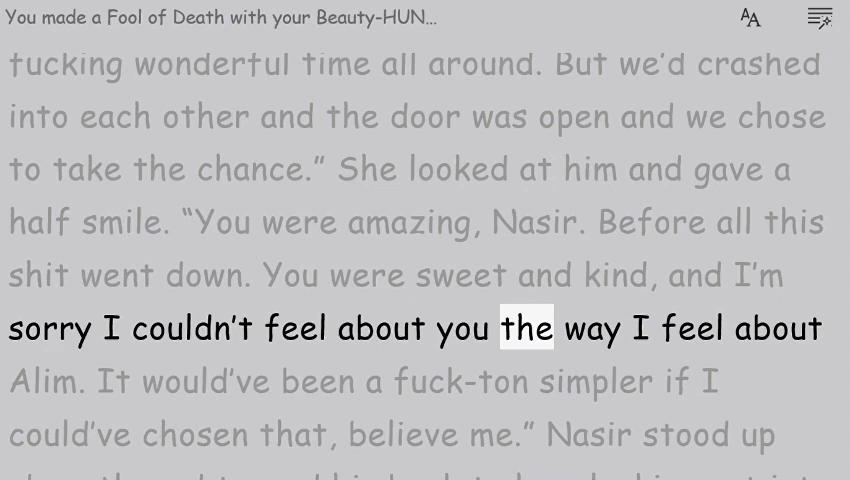 You made a Fool of Death with your Beauty-HUN...
AA
fucking wonderful time all around. But we’d crashed
into each other and the door was open and we chose
to take the chance.” She looked at him and gave a
half smile. “You were amazing, Nasir. Before all this
shit went down. You were sweet and kind, and I’m
sorry I couldn’t feel about you the way I feel about
Alim. It would’ve been a fuck-ton simpler if I
could’ve chosen that, believe me.” Nasir stood up